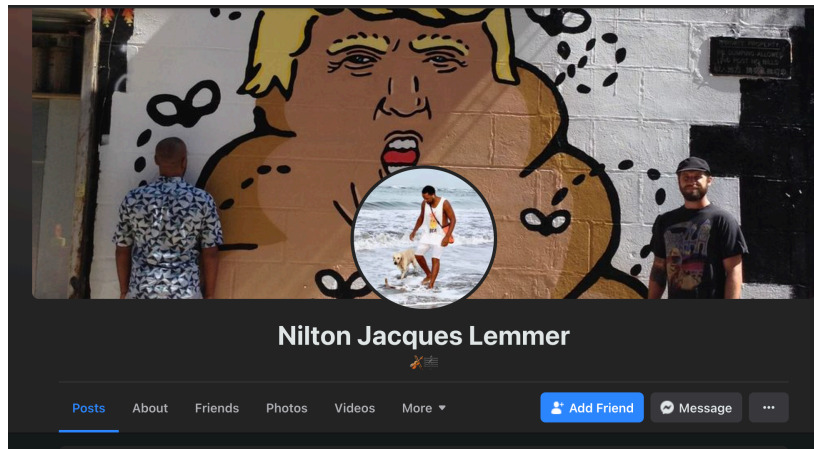 Nilton Jacques Lemmer
Posts
About
Friends
Photos
Videos
More
Add Friend
Message